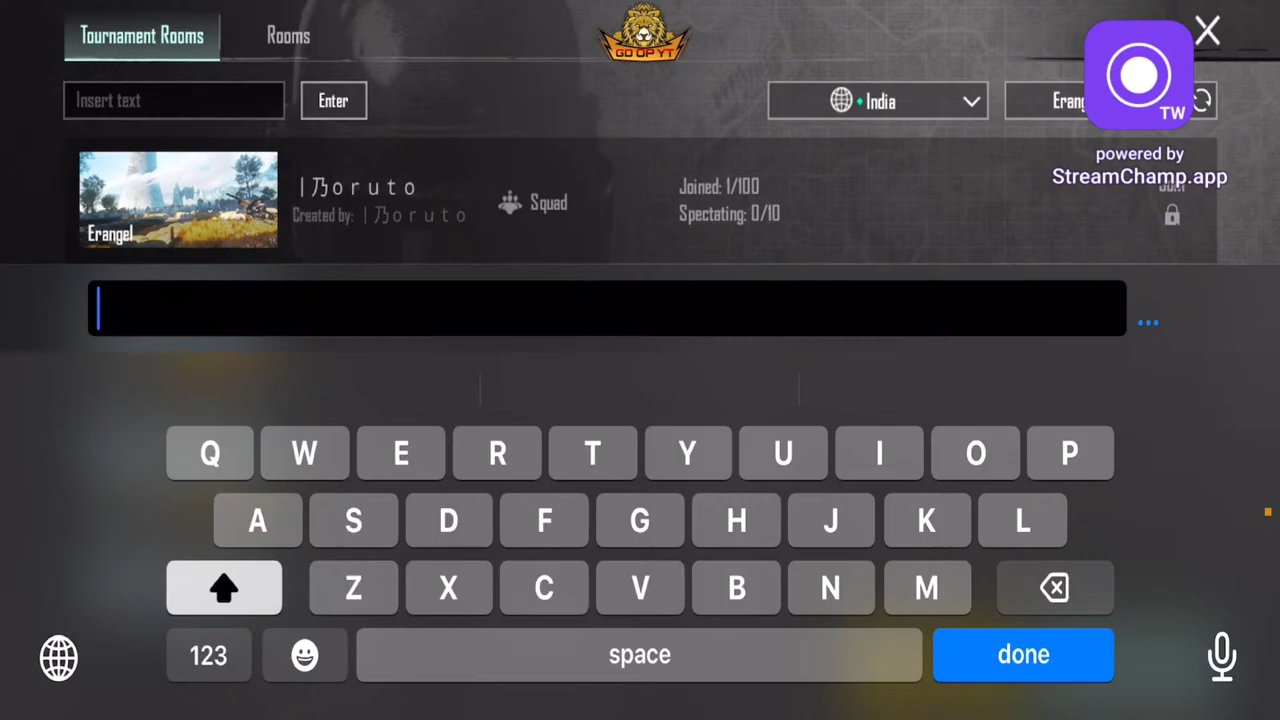 Tournament Rooms
Rooms
GD OP YT
Insert text
Enter
India
Eran
TW
powered by
StreamChamp.app
Erangel
|乃oruto
Created by: |乃oruto
Squad
Joined: 1/100
Spectating: 0/10
...
Q W E R T Y U I O P
A S D F G H J K L
Z X C V B N M
123
space
done